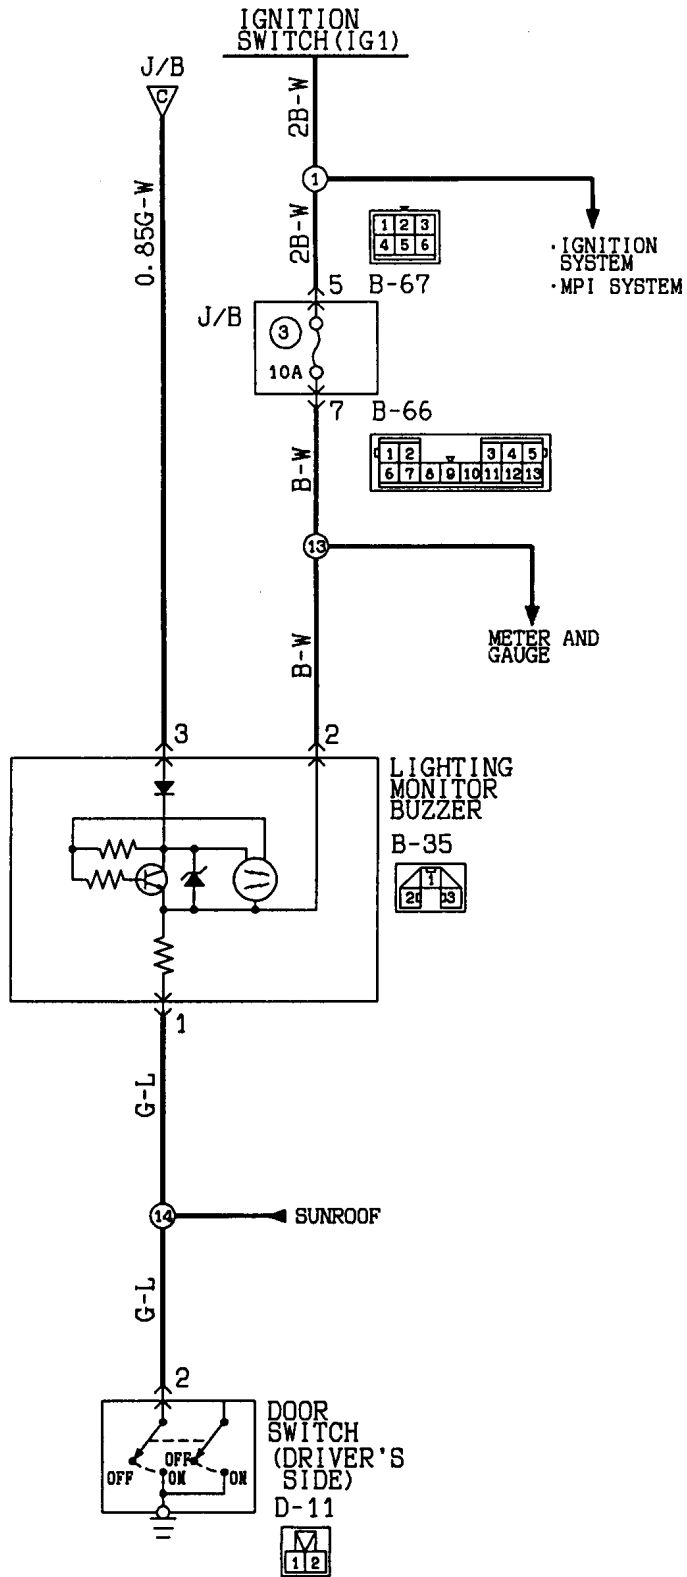 IGNITION
SWITCH(IG1)
J/B
C
2B-W
1
0.85G-W
2B-W
1 2 3
4 5 6
·IGNITION
SYSTEM
·MPI SYSTEM
5 B-67
J/B
3
10A
7 B-66
1 2 3 4 5
6 7 8 9 10 11 12 13
B-W
13
METER AND
GAUGE
B-W
3
2
LIGHTING
MONITOR
BUZZER
B-35
1
2 3
1
G-L
14
SUNROOF
G-L
2
DOOR
SWITCH
(DRIVER'S
SIDE)
OFF
ON
OFF
ON
D-11
1 2